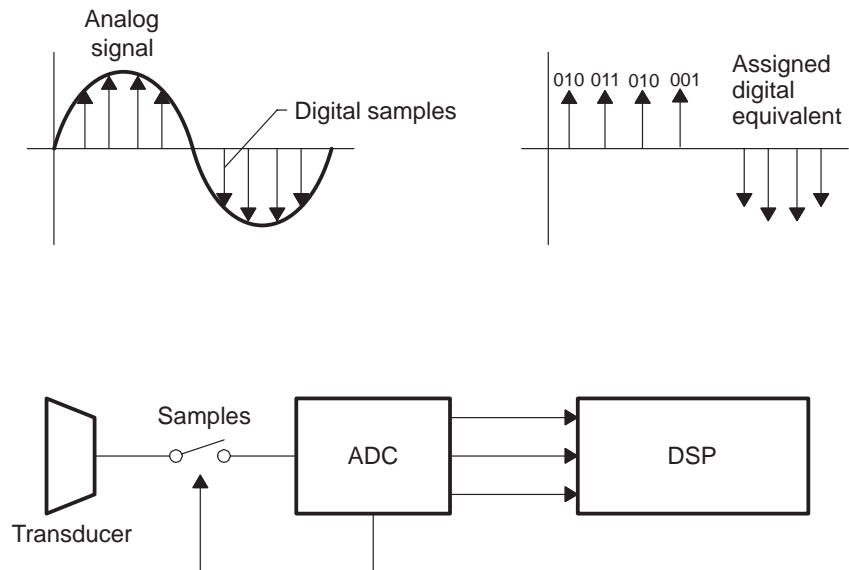 Analog
signal
Digital samples
010 011 010 001
Assigned
digital
equivalent
Samples
ADC
DSP
Transducer